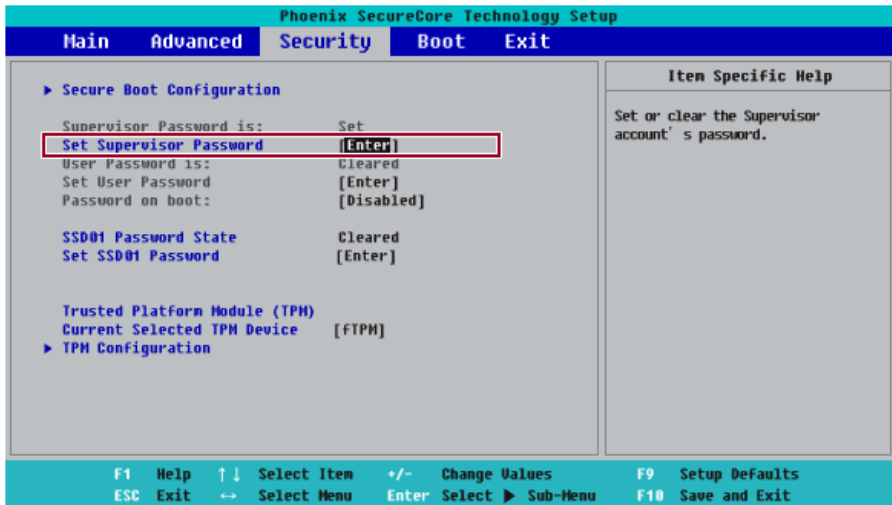 Phoenix SecureCore Technology Setup
Main Advanced Security Boot Exit
Item Specific Help
▶ Secure Boot Configuration
Set or clear the Supervisor
account's password.
Supervisor Password is: Set
Set Supervisor Password [Enter]
User Password is: Cleared
Set User Password [Enter]
Password on boot: [Disabled]
SSD01 Password State Cleared
Set SSD01 Password [Enter]
Trusted Platform Module (TPM)
Current Selected TPM Device [fTPM]
▶ TPM Configuration
F1 Help ↑↓ Select Item +/- Change Values F9 Setup Defaults
ESC Exit ↔ Select Menu Enter Select ▶ Sub-Menu F10 Save and Exit